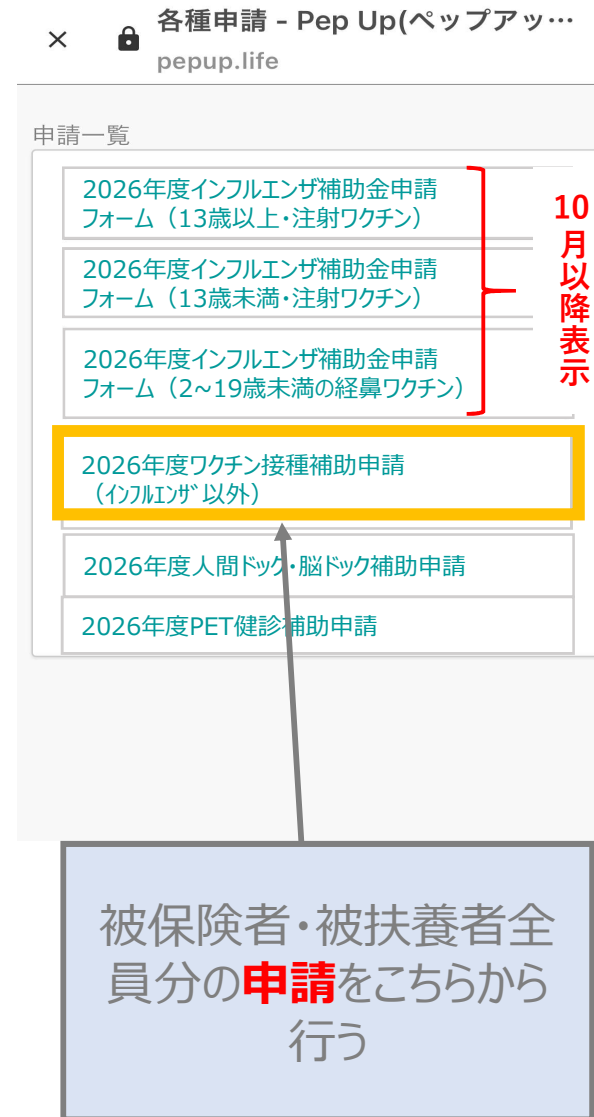 各種申請 - Pep Up(ペップアッ…
pepup.life
申請一覧
2026年度インフルエンザ補助金申請
フォーム（13歳以上・注射ワクチン）
2026年度インフルエンザ補助金申請
フォーム（13歳未満・注射ワクチン）
2026年度インフルエンザ補助金申請
フォーム（2~19歳未満の経鼻ワクチン）
10月以降表示
2026年度ワクチン接種補助申請
（ｲﾝﾌﾙｴﾝｻﾞ以外）
2026年度人間ドック・脳ドック補助申請
2026年度PET健診補助申請
被保険者・被扶養者全
員分の申請をこちらから
行う